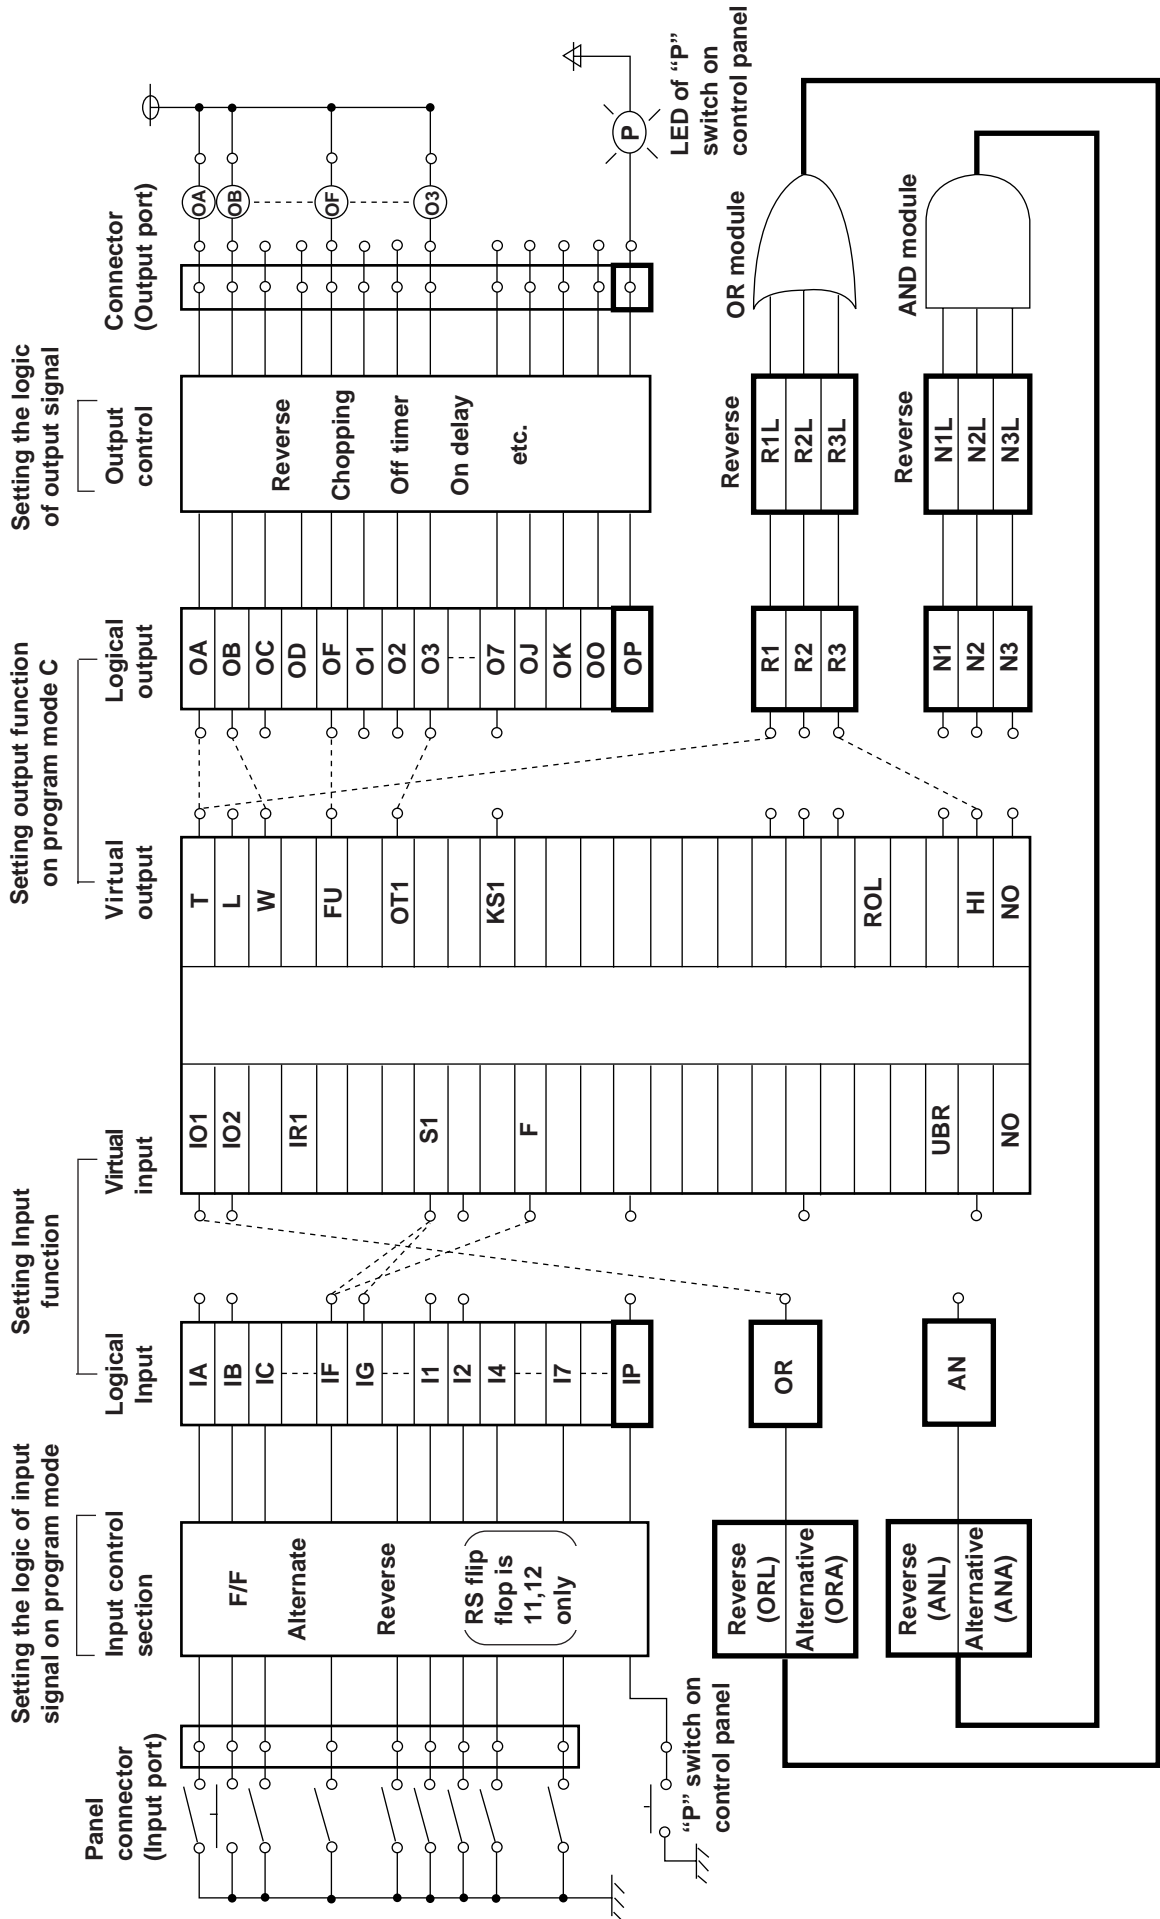 Setting the logic of input
signal on program mode
Setting Input
function
Setting output function
on program mode C
Setting the logic
of output signal
Panel
connector
(Input port)
Input control
section
Logical
Input
Virtual
input
Virtual
output
Logical
output
Output
control
Connector
(Output port)
F/F
Alternate
Reverse
RS flip
flop is
11,12
only
IA
IB
IC
IF
IG
I1
I2
I4
I7
IP
IO1
IO2
IR1
S1
F
UBR
NO
T
L
W
FU
OT1
KS1
ROL
HI
NO
OA
OB
OC
OD
OF
O1
O2
O3
O7
OJ
OK
OO
OP
Reverse
Chopping
Off timer
On delay
etc.
OA
OB
OF
O3
P
LED of “P”
switch on
control panel
“P” switch on
control panel
Reverse
(ORL)
Alternative
(ORA)
OR
R1
R2
R3
Reverse
R1L
R2L
R3L
OR module
Reverse
(ANL)
Alternative
(ANA)
AN
N1
N2
N3
Reverse
N1L
N2L
N3L
AND module